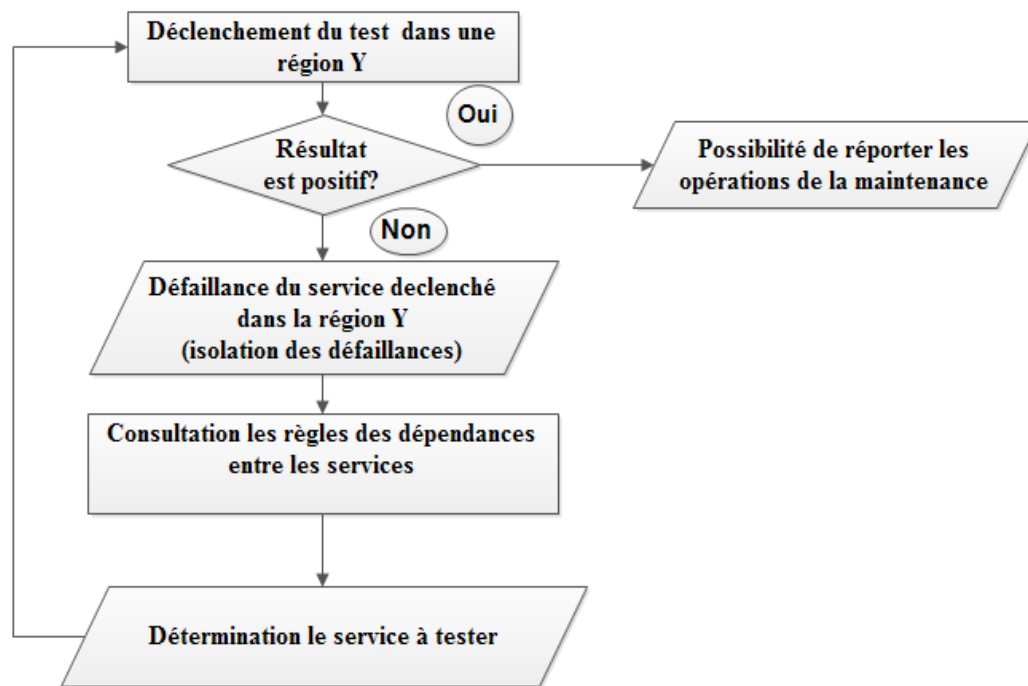 Déclenchement du test dans une
région Y
Oui
Résultat
est positif?
Possibilité de réporter les
opérations de la maintenance
Non
Défaillance du service declenché
dans la région Y
(isolation des défaillances)
Consultation les règles des dépendances
entre les services
Détermination le service à tester